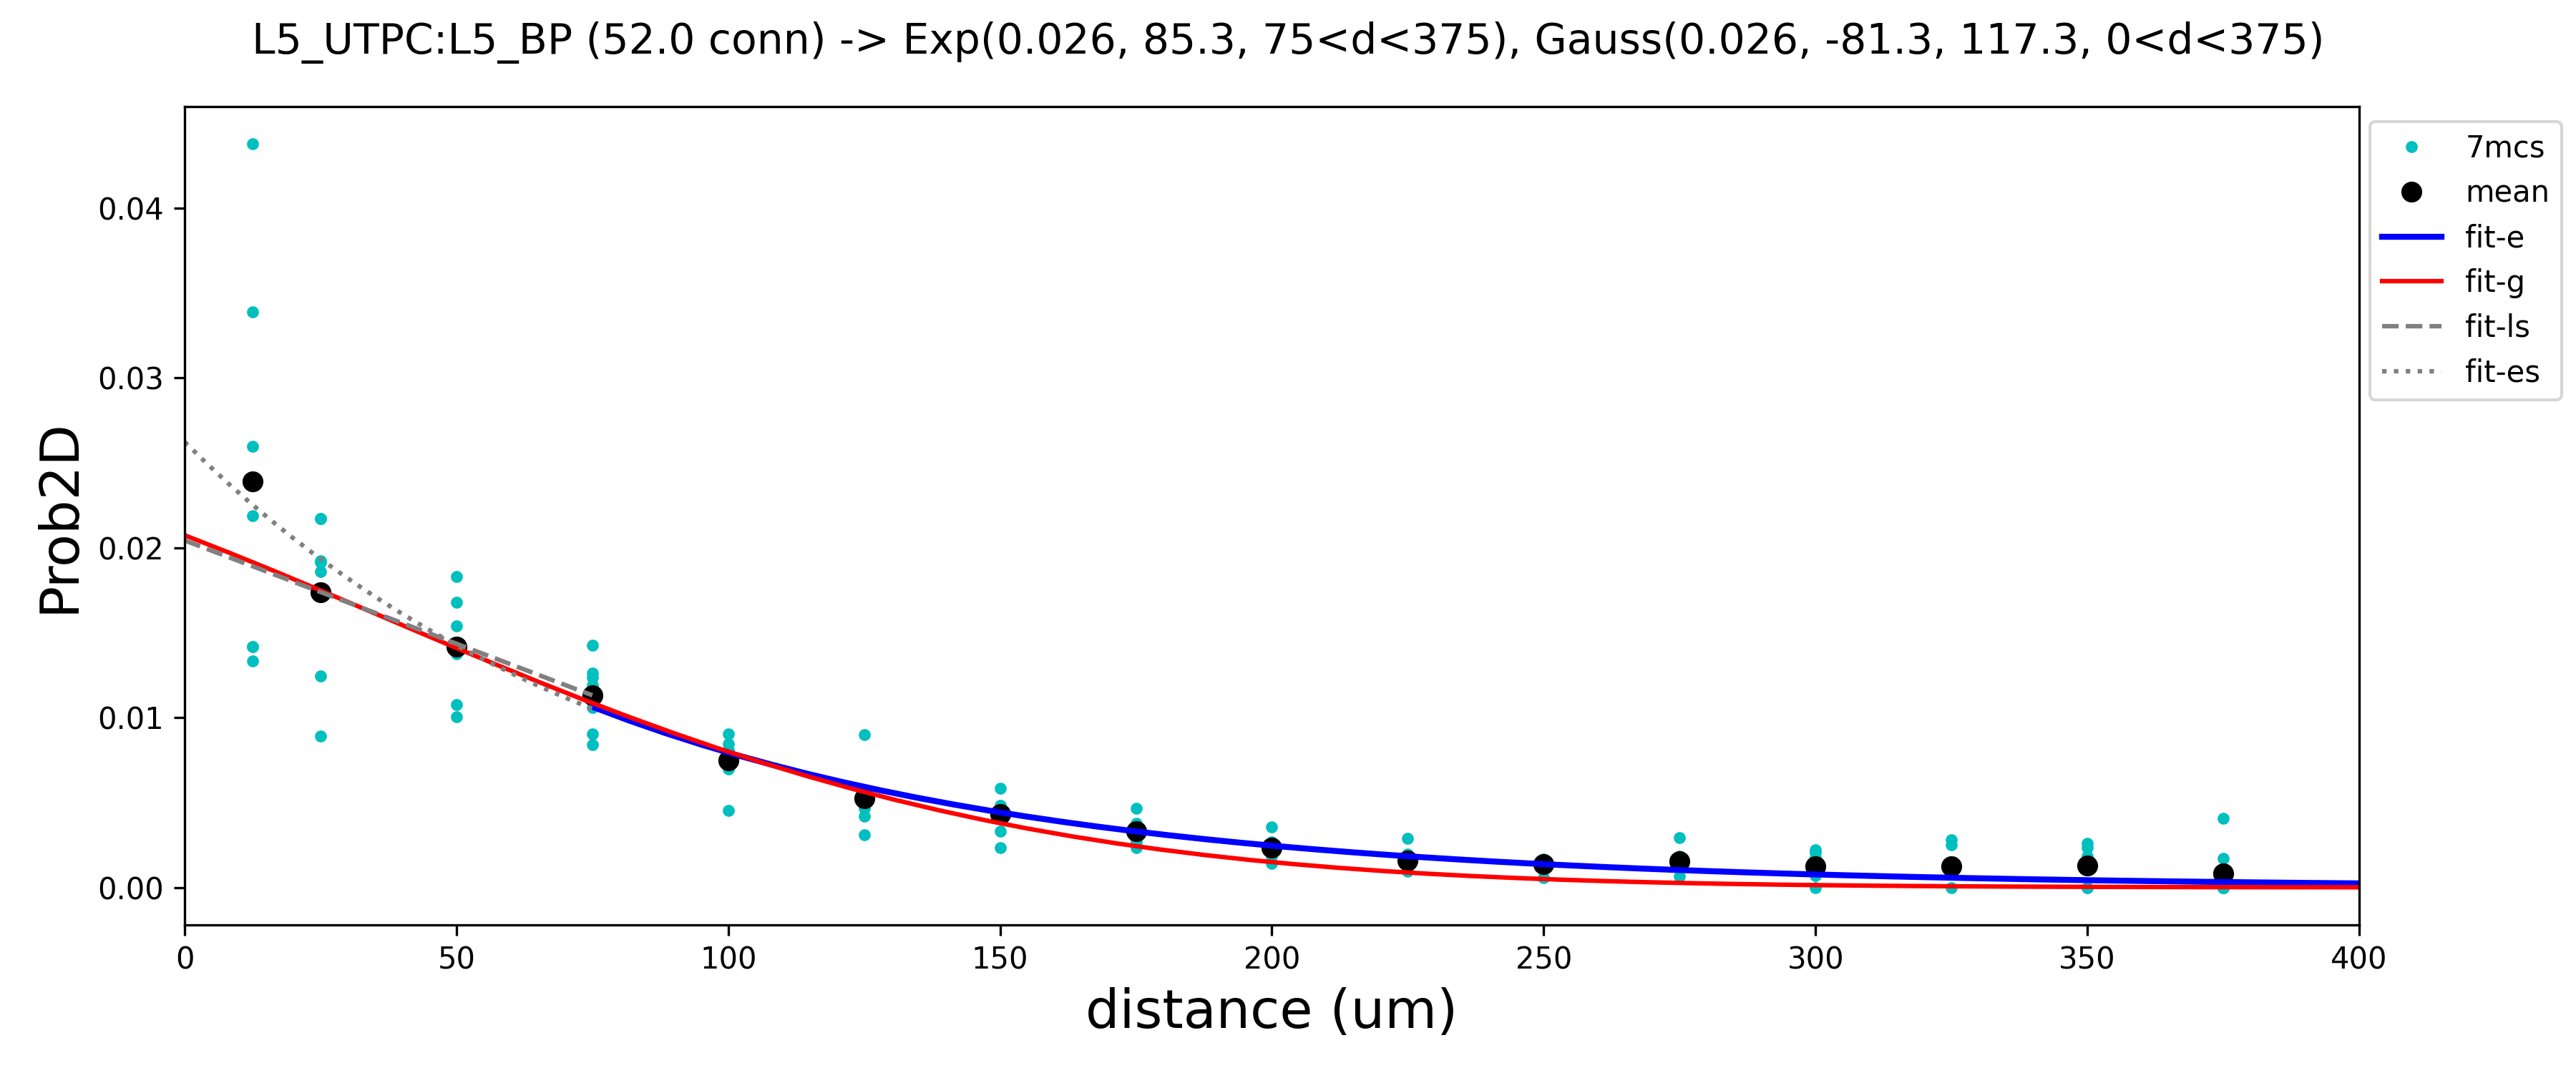 L5_UTPC:L5_BP (52.0 conn) -> Exp(0.026, 85.3, 75<d<375), Gauss(0.026, -81.3, 117.3, 0<d<375)
7mcs
mean
fit-e
fit-g
fit-ls
fit-es
Prob2D
0.04
0.03
0.02
0.01
0.00
0 50 100 150 200 250 300 350 400
distance (um)